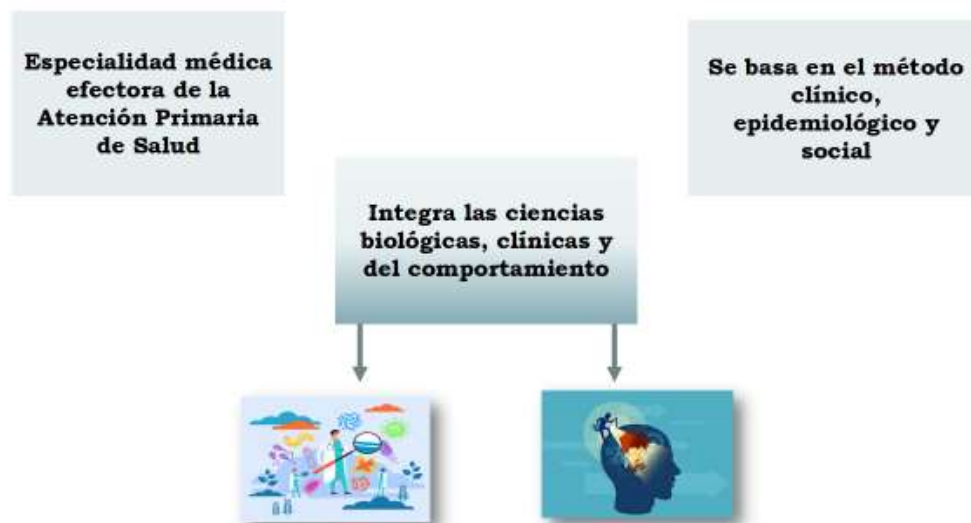 Especialidad médica
efectora de la
Atención Primaria
de Salud
Se basa en el método
clínico,
epidemiológico y
social
Integra las ciencias
biológicas, clínicas y
del comportamiento